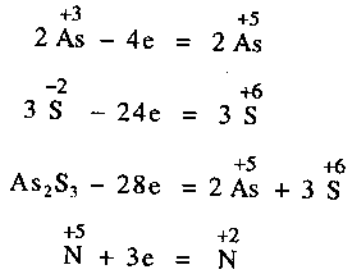 2 As⁺³ – 4e = 2 As⁺⁵
3 S⁻² – 24e = 3 S⁺⁶
As₂S₃ – 28e = 2 As⁺⁵ + 3 S⁺⁶
N⁺⁵ + 3e = N⁺²